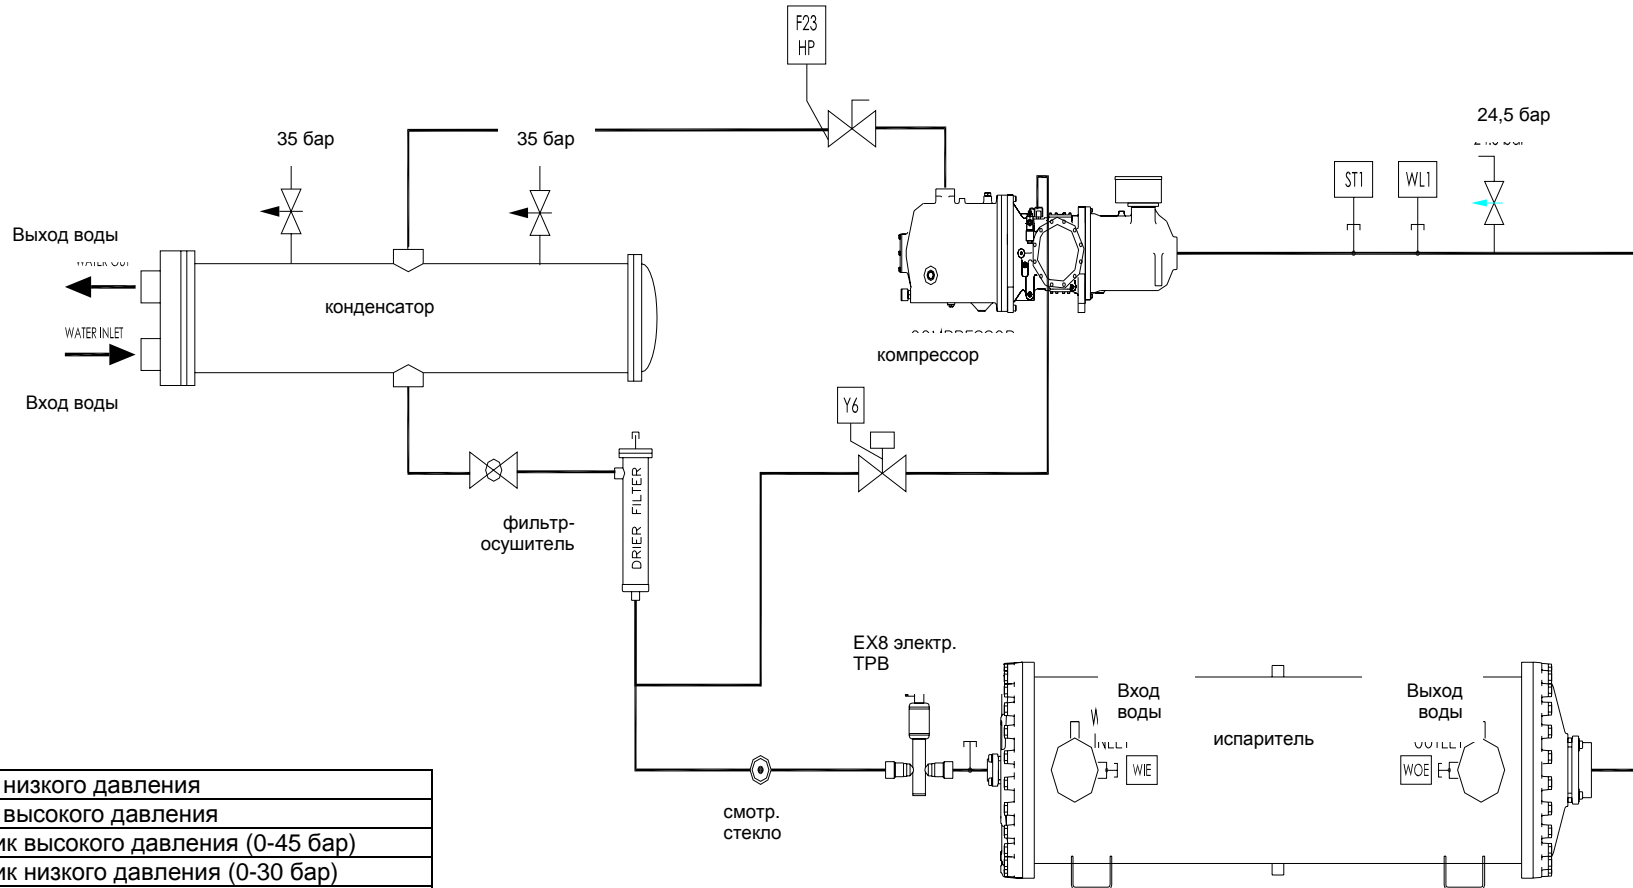 F23
HP
35 бар
35 бар
24,5 бар
ST1
WL1
Выход воды
конденсатор
WATER INLET
Вход воды
компрессор
Y6
DRIER FILTER
фильтр-
осушитель
EX8 электр.
ТРВ
Вход
воды
Выход
воды
испаритель
WIE
WOE
смотр.
стекло
низкого давления
высокого давления
ик высокого давления (0-45 бар)
ик низкого давления (0-30 бар)